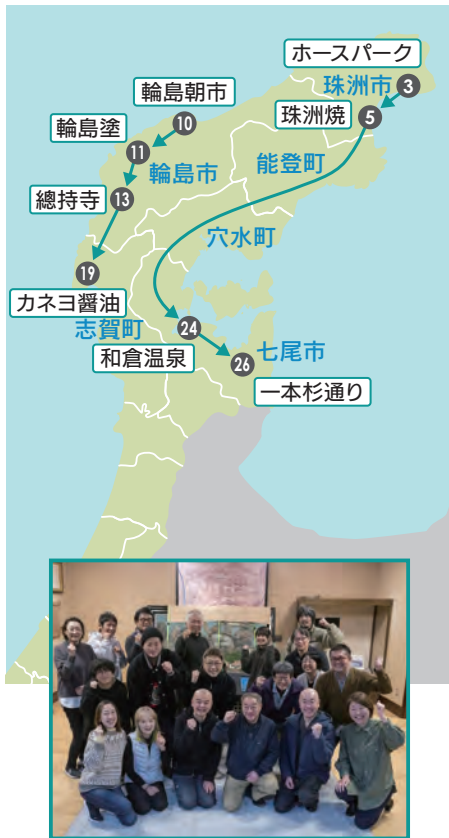 ホースパーク
珠洲市
3
輪島朝市
珠洲焼
5
10
輪島塗
11
能登町
輪島市
總持寺
13
穴水町
19
カネヨ醤油
志賀町
24
和倉温泉
七尾市
26
一本杉通り